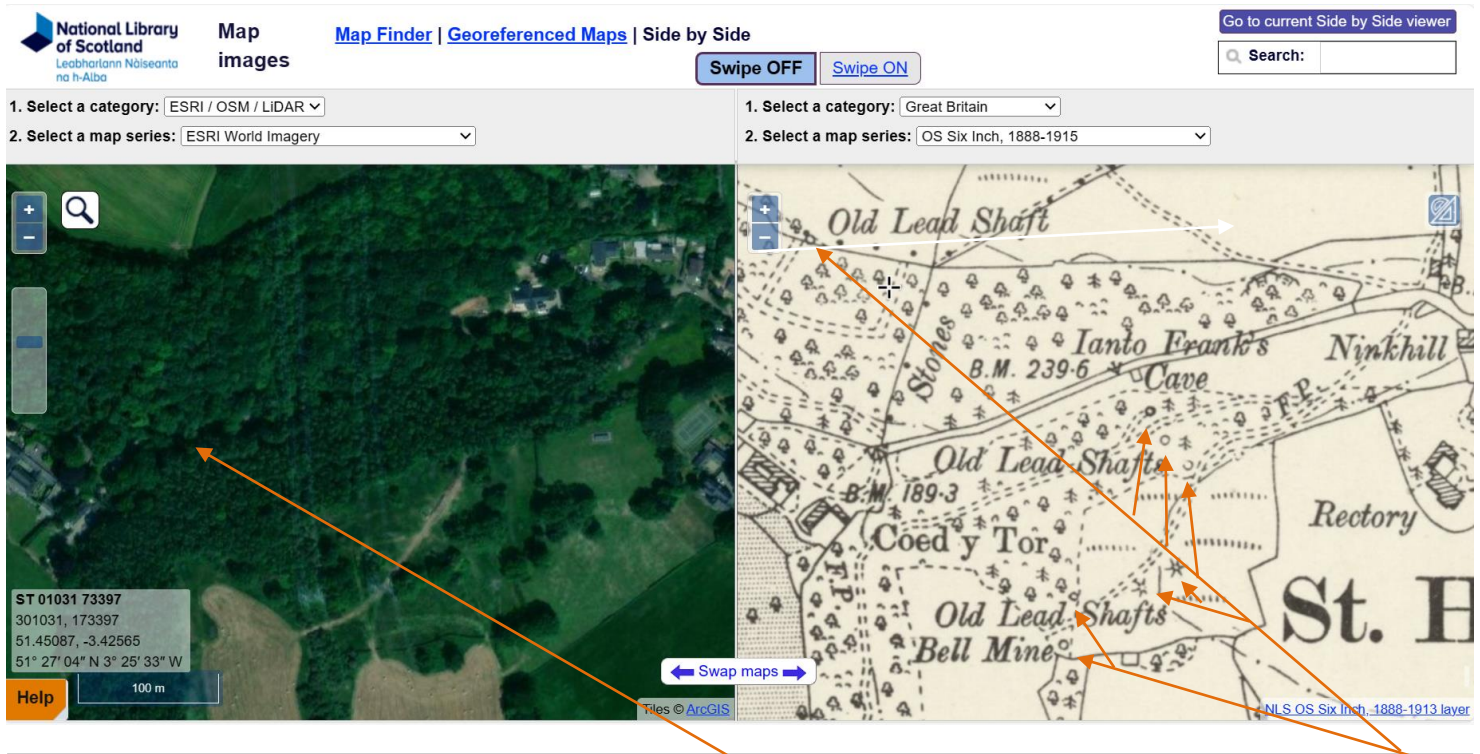 National Library
of Scotland
Leabharlann Nàiseanta
na h-Alba
Map
images
Map Finder | Georeferenced Maps | Side by Side
Swipe OFF Swipe ON
Go to current Side by Side viewer
Search:
1. Select a category: ESRI / OSM / LiDAR
2. Select a map series: ESRI World Imagery
1. Select a category: Great Britain
2. Select a map series: OS Six Inch, 1888-1915
+
−
ST 01031 73397
301031, 173397
51.45087, -3.42565
51° 27′ 04″ N 3° 25′ 33″ W
Help
100 m
Tiles © ArcGIS
Swap maps
+
−
Old Lead Shaft
Stones
Ianto Frank's
Cave
B.M. 239·6
Ninkhill
F.P.
Old Lead Shafts
B.M. 189·3
Rectory
Coed y Tor
F.P.
St. H
Old Lead Shafts
Bell Mine
NLS OS Six Inch, 1888-1913 layer